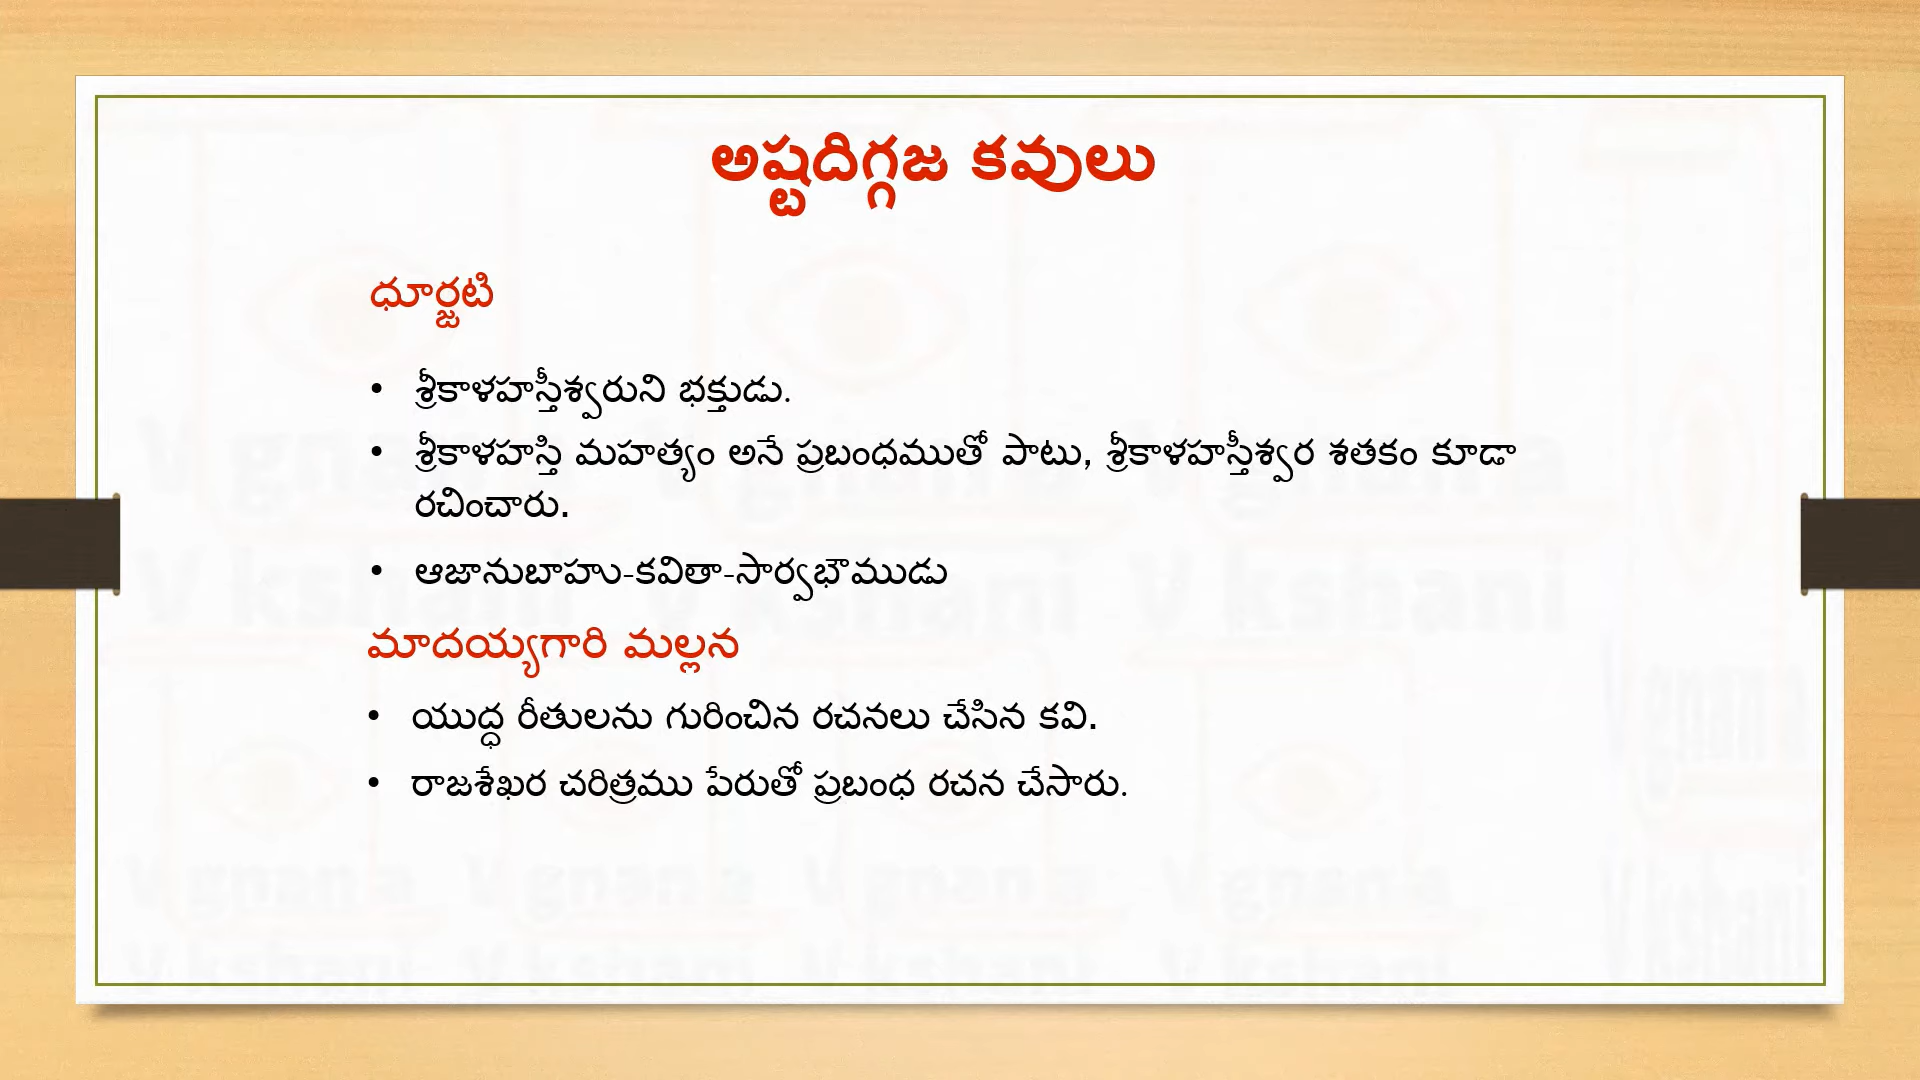 అష్టదిగ్గజ కవులు
ధూర్జటి
• శ్రీకాళహస్తీశ్వరుని భక్తుడు.
• శ్రీకాళహస్తి మహత్యం అనే ప్రబంధముతో పాటు, శ్రీకాళహస్తీశ్వర శతకం కూడా
రచించారు.
• ఆజానుబాహు-కవితా-సార్వభౌముడు
మాదయ్యగారి మల్లన
• యుద్ధ రీతులను గురించిన రచనలు చేసిన కవి.
• రాజశేఖర చరిత్రము పేరుతో ప్రబంధ రచన చేసారు.